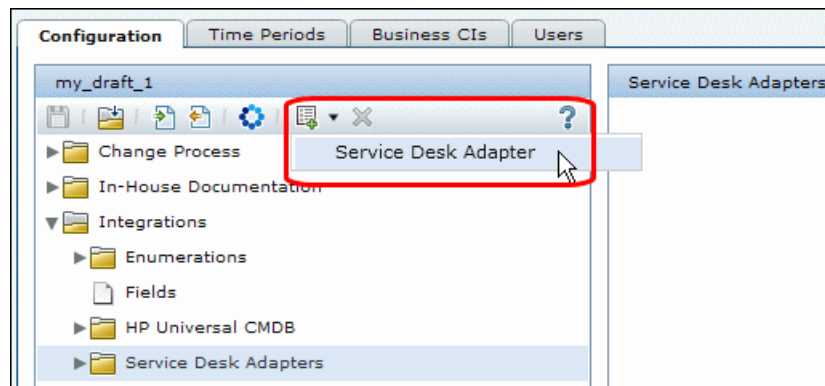 Configuration
Time Periods
Business CIs
Users
my_draft_1
Service Desk Adapters
?
Change Process
Service Desk Adapter
In-House Documentation
Integrations
Enumerations
Fields
HP Universal CMDB
Service Desk Adapters